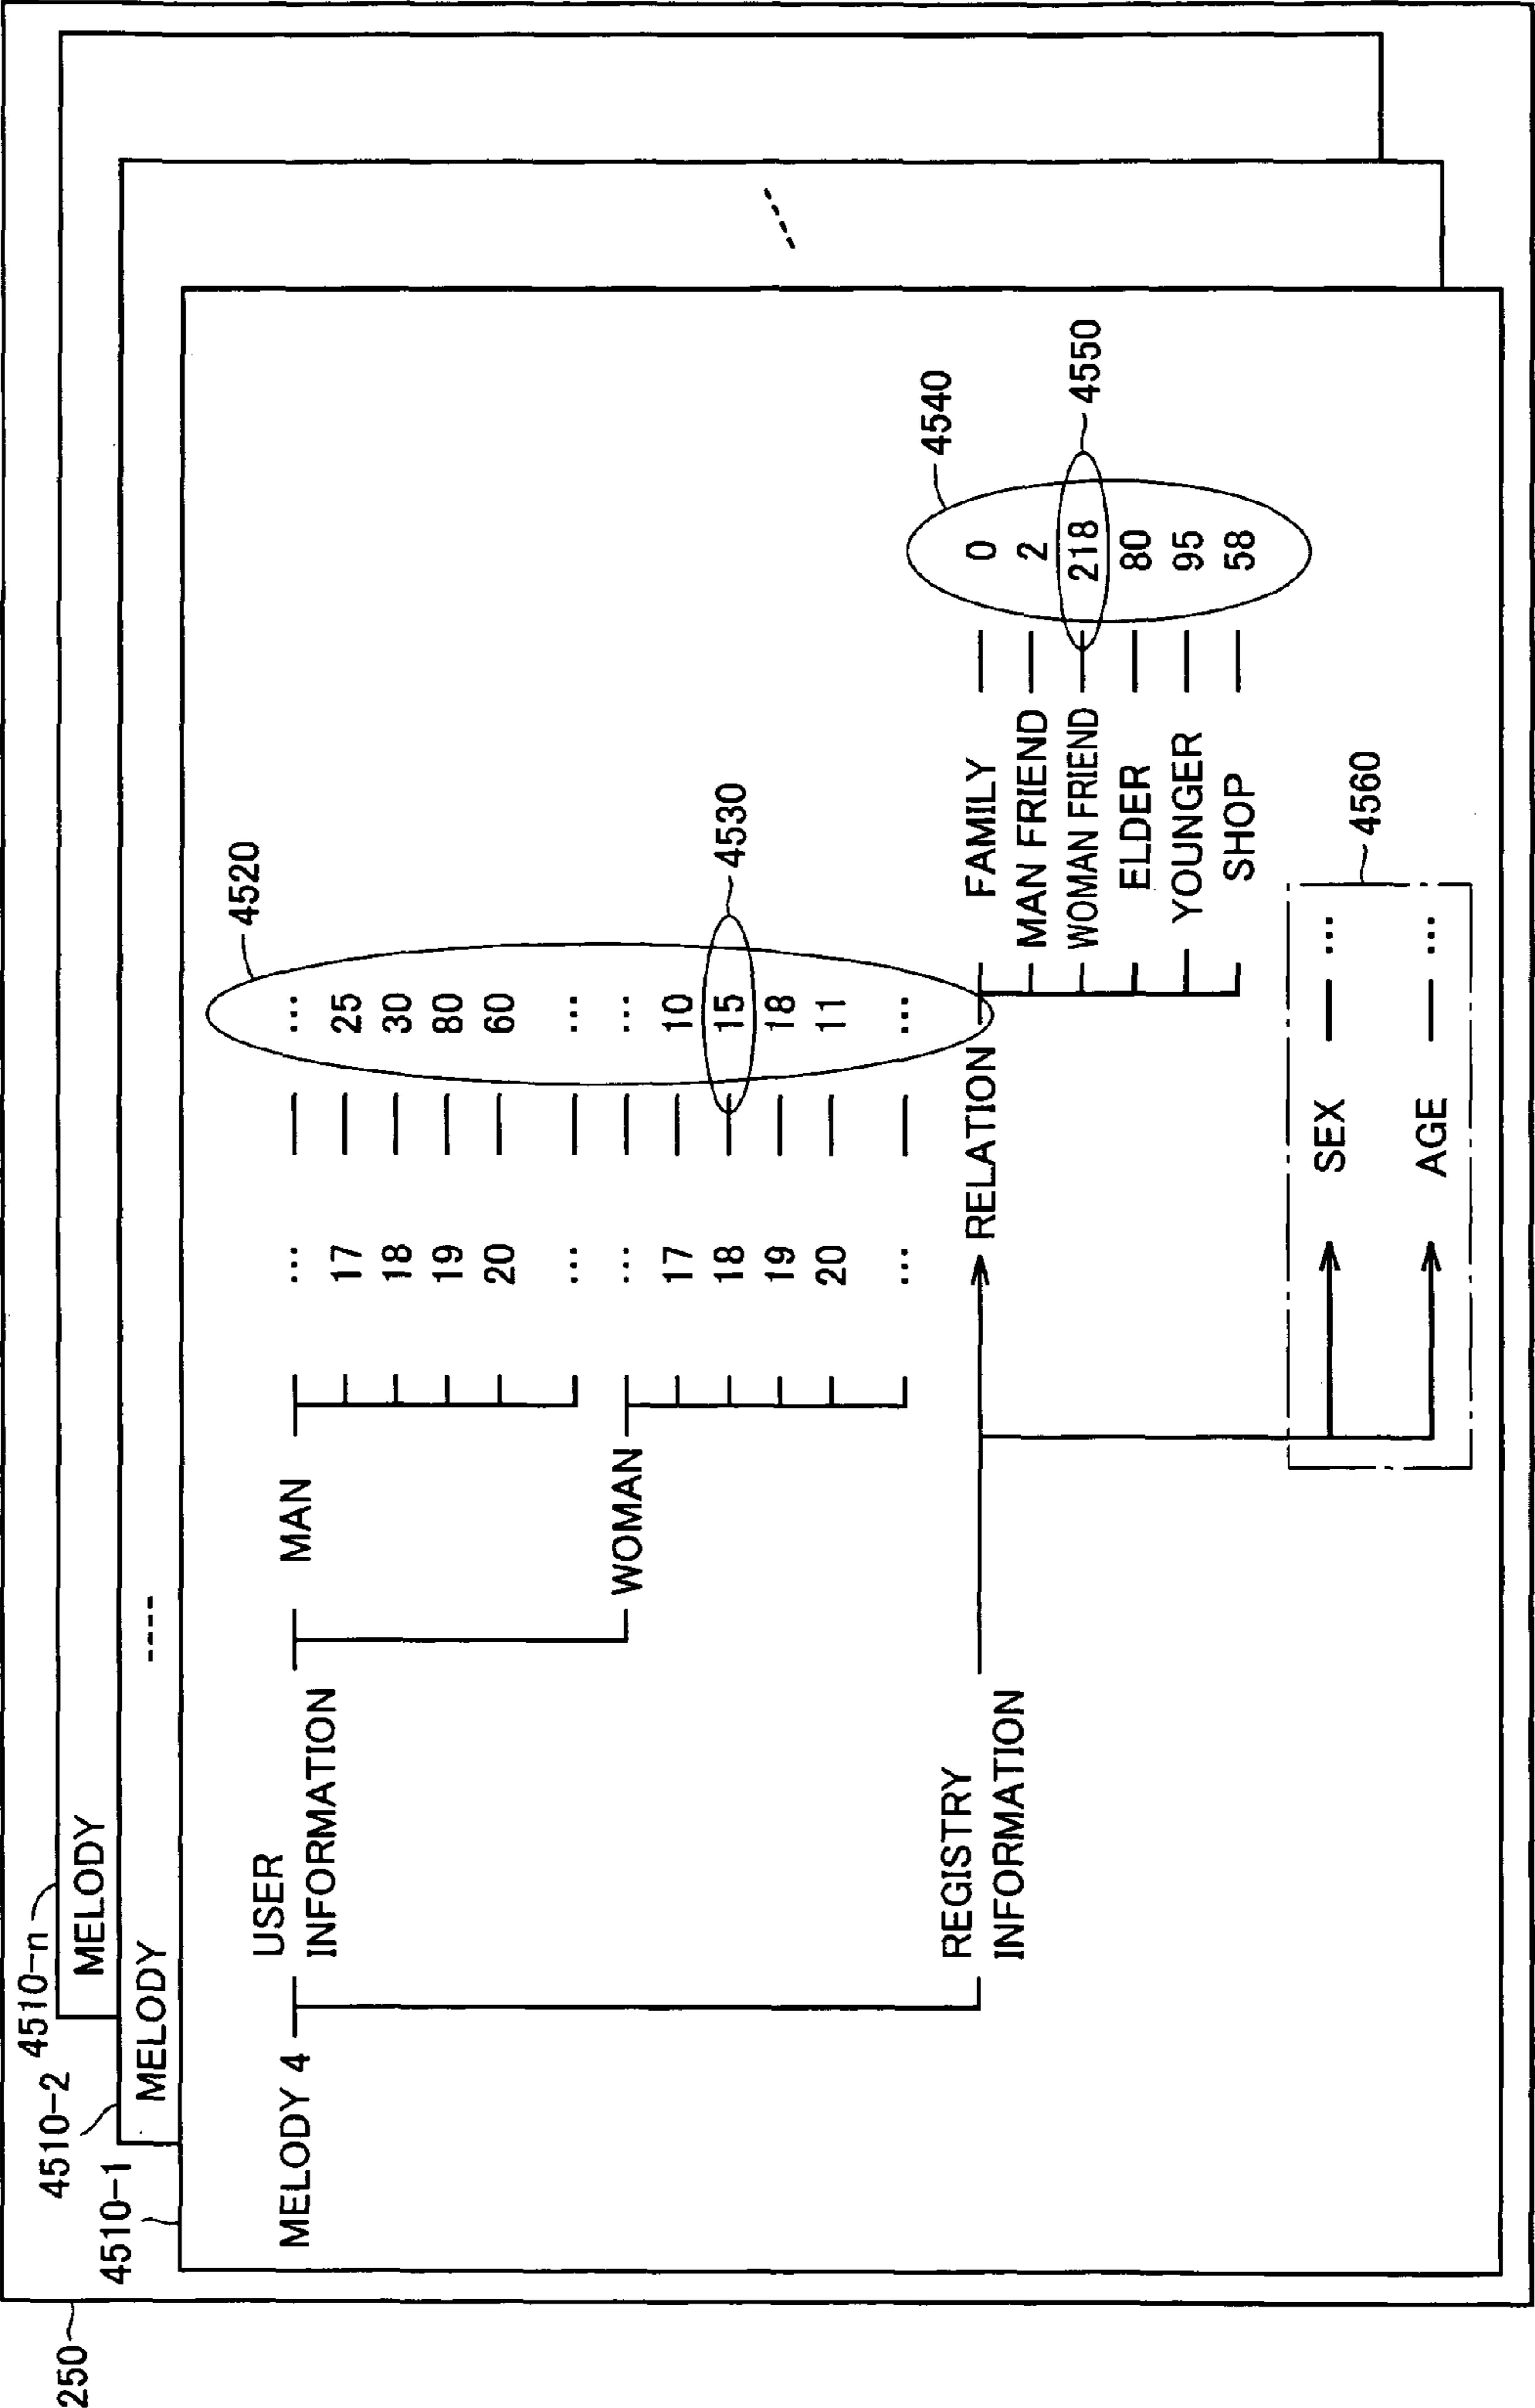 250
4510-1
4510-2
4510-n
MELODY
MELODY
-----
MELODY 4
USER
INFORMATION
MAN
... ...
17 25
18 30
19 80
20 60
... ...
WOMAN
... ...
17 10
18 15
19 18
20 11
... ...
4520
4530
REGISTRY
INFORMATION
RELATION
FAMILY 0
MAN FRIEND 2
WOMAN FRIEND 218
ELDER 80
YOUNGER 95
SHOP 58
4540
4550
SEX ...
AGE ...
4560